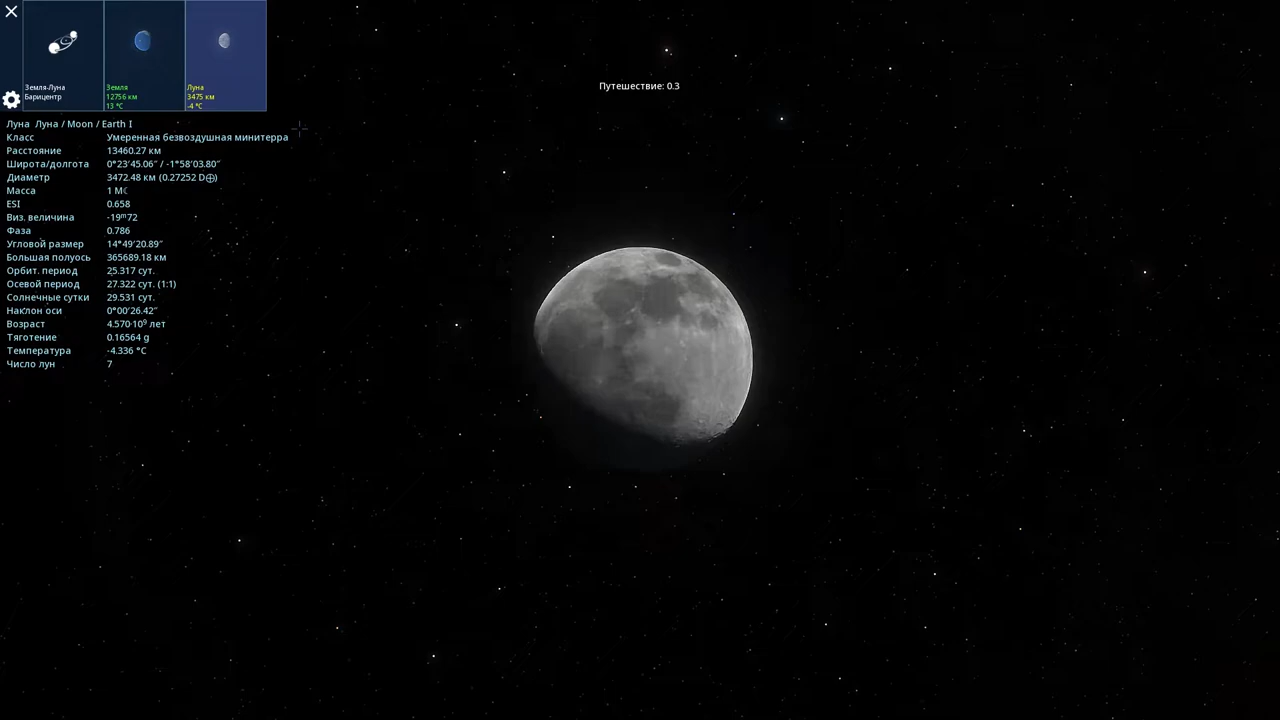 Земля-Луна
Барицентр
Земля
12756 км
13 °C
Луна
3475 км
-4 °C
Путешествие: 0.3
Луна Луна / Moon / Earth I
Класс Умеренная безвоздушная минитерра
Расстояние 13460.27 км
Широта/долгота 0°23′45.06″ / -1°58′03.80″
Диаметр 3472.48 км (0.27252 D⊕)
Масса 1 M☾
ESI 0.658
Виз. величина -19ᵐ72
Фаза 0.786
Угловой размер 14°49′20.89″
Большая полуось 365689.18 км
Орбит. период 25.317 сут.
Осевой период 27.322 сут. (1:1)
Солнечные сутки 29.531 сут.
Наклон оси 0°00′26.42″
Возраст 4.570·10⁹ лет
Тяготение 0.16564 g
Температура -4.336 °C
Число лун 7